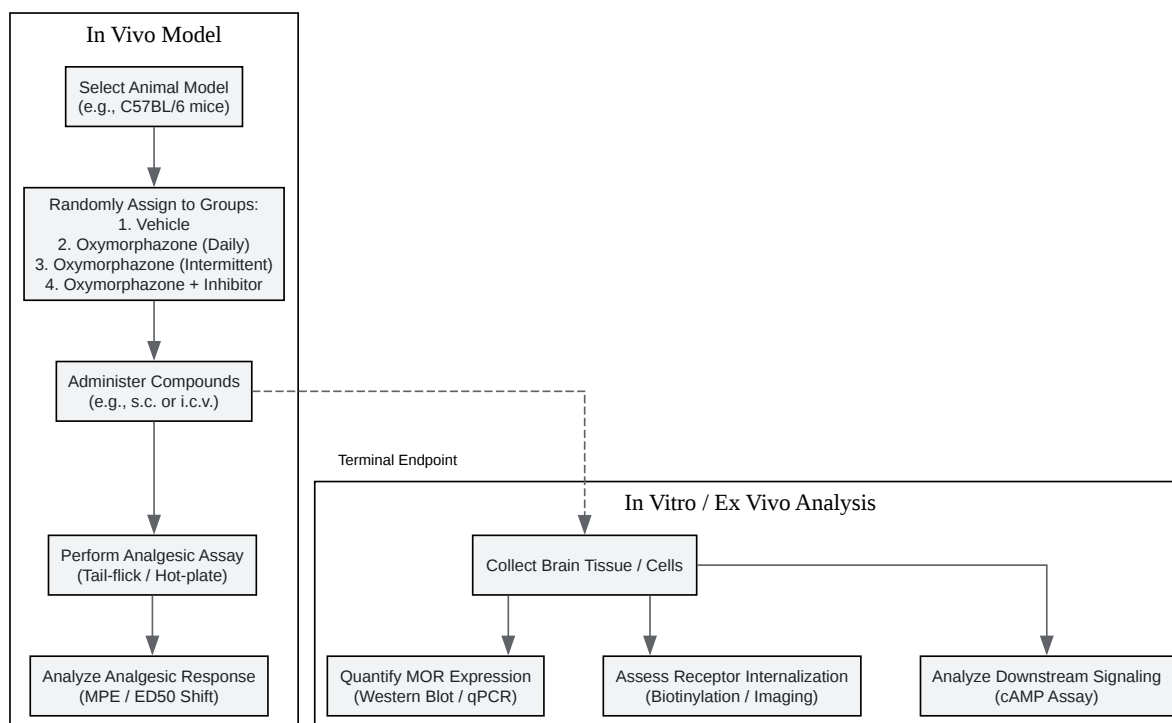 In Vivo Model
Select Animal Model
(e.g., C57BL/6 mice)
Randomly Assign to Groups:
1. Vehicle
2. Oxymorphazone (Daily)
3. Oxymorphazone (Intermittent)
4. Oxymorphazone + Inhibitor
Administer Compounds
(e.g., s.c. or i.c.v.)
Perform Analgesic Assay
(Tail-flick / Hot-plate)
Analyze Analgesic Response
(MPE / ED50 Shift)
Terminal Endpoint
In Vitro / Ex Vivo Analysis
Collect Brain Tissue / Cells
Quantify MOR Expression
(Western Blot / qPCR)
Assess Receptor Internalization
(Biotinylation / Imaging)
Analyze Downstream Signaling
(cAMP Assay)